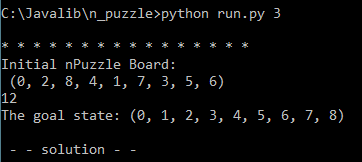 C:\Javalib\n_puzzle>python run.py 3
* * * * * * * * * * * * * * * *
Initial nPuzzle Board:
(0, 2, 8, 4, 1, 7, 3, 5, 6)
12
The goal state: (0, 1, 2, 3, 4, 5, 6, 7, 8)
- - solution - -